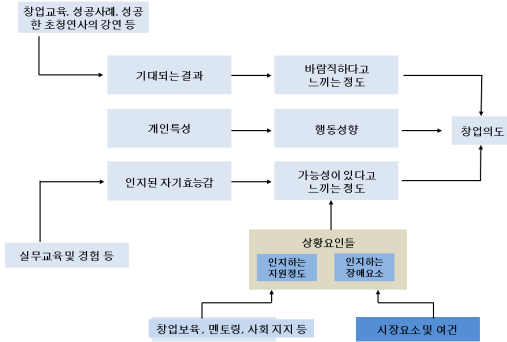 창업교육, 성공사례, 성공
한 초청연사의 강연 등
기대되는 결과
바람직하다고
느끼는 정도
개인특성
행동성향
창업의도
인지된 자기효능감
가능성이 있다고
느끼는 정도
실무교육 및 경험 등
상황요인들
인지하는
지원정도
인지하는
장애요소
창업보육, 멘토링, 사회 지지 등
시장요소 및 여건